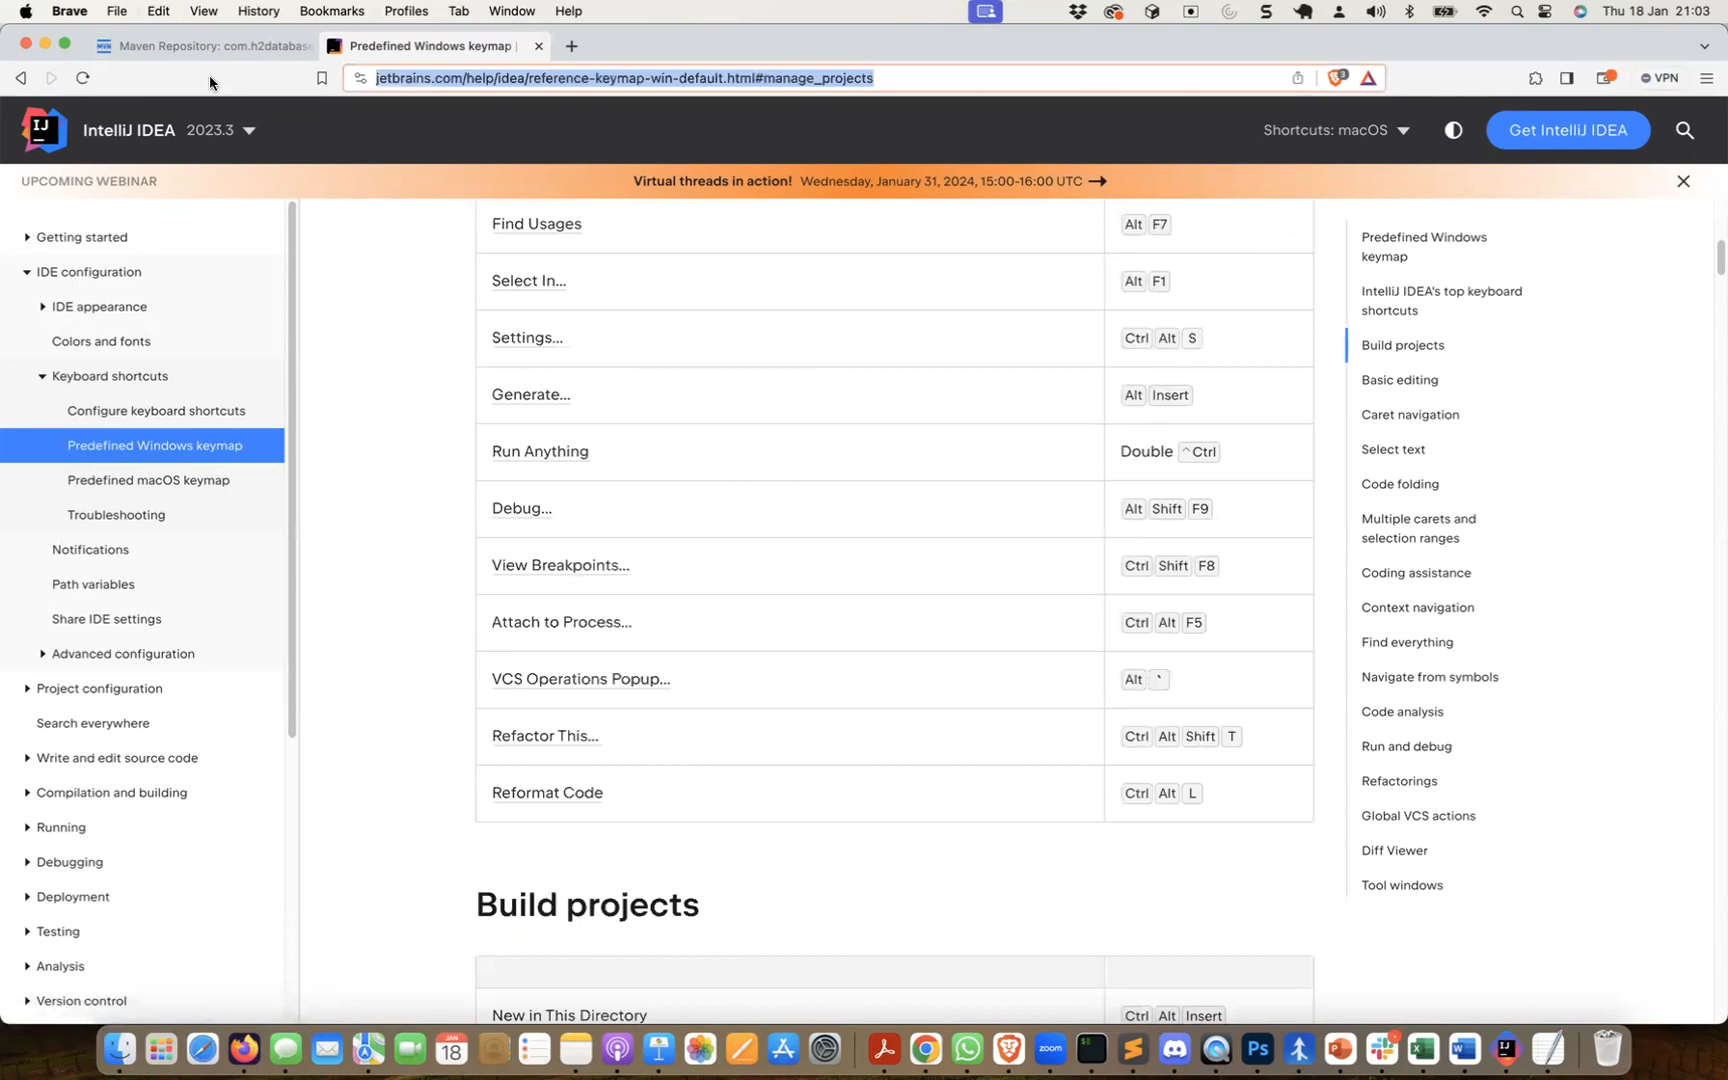 Brave File Edit View History Bookmarks Profiles Tab Window Help Thu 18 Jan 21:03
Maven Repository: com.h2databas
Predefined Windows keymap |
jetbrains.com/help/idea/reference-keymap-win-default.html#manage_projects
3
VPN
IJ IntelliJ IDEA 2023.3
Shortcuts: macOS
Get IntelliJ IDEA
UPCOMING WEBINAR
Virtual threads in action! Wednesday, January 31, 2024, 15:00-16:00 UTC →
Getting started
IDE configuration
IDE appearance
Colors and fonts
Keyboard shortcuts
Configure keyboard shortcuts
Predefined Windows keymap
Predefined macOS keymap
Troubleshooting
Notifications
Path variables
Share IDE settings
Advanced configuration
Project configuration
Search everywhere
Write and edit source code
Compilation and building
Running
Debugging
Deployment
Testing
Analysis
Version control
Find Usages Alt F7
Select In... Alt F1
Settings... Ctrl Alt S
Generate... Alt Insert
Run Anything Double ^Ctrl
Debug... Alt Shift F9
View Breakpoints... Ctrl Shift F8
Attach to Process... Ctrl Alt F5
VCS Operations Popup... Alt `
Refactor This... Ctrl Alt Shift T
Reformat Code Ctrl Alt L
Build projects
New in This Directory Ctrl Alt Insert
Predefined Windows
keymap
IntelliJ IDEA's top keyboard
shortcuts
Build projects
Basic editing
Caret navigation
Select text
Code folding
Multiple carets and
selection ranges
Coding assistance
Context navigation
Find everything
Navigate from symbols
Code analysis
Run and debug
Refactorings
Global VCS actions
Diff Viewer
Tool windows
JAN
18
zoom
Ps
IJ